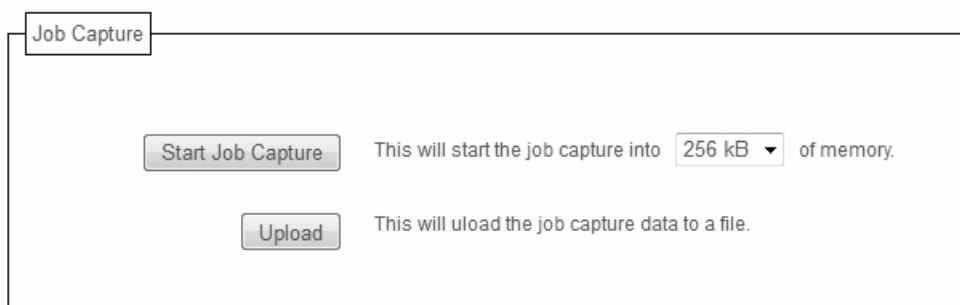 Job Capture
Start Job Capture This will start the job capture into 256 kB of memory.
Upload This will uload the job capture data to a file.